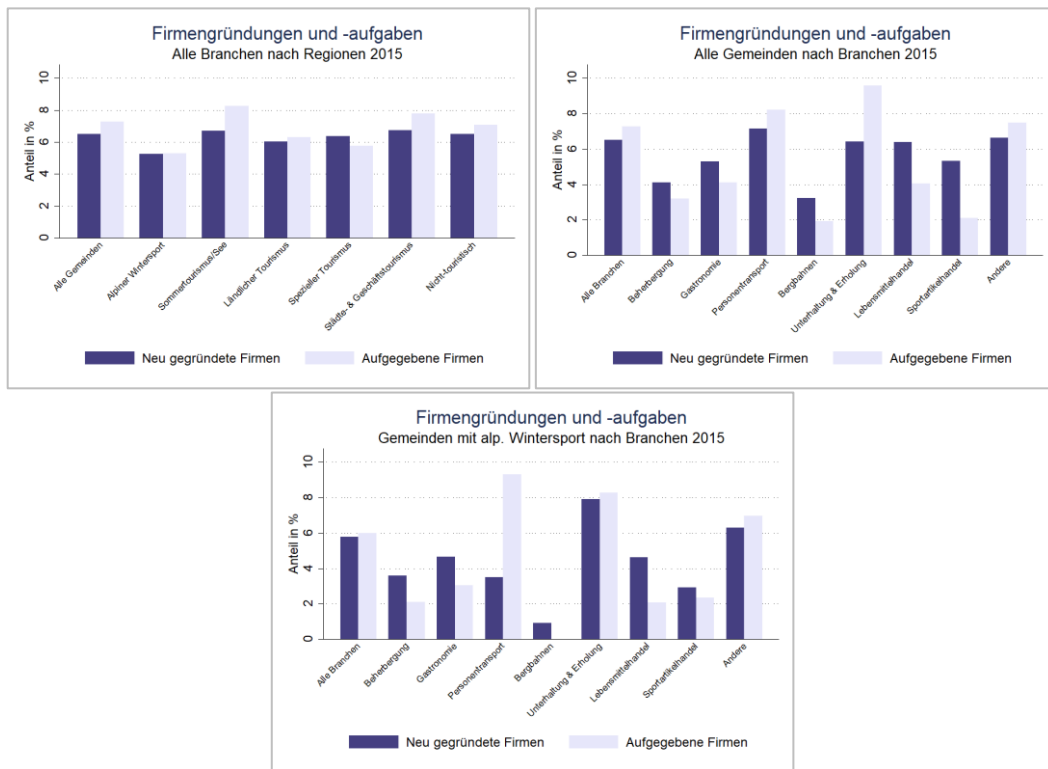 Firmengründungen und -aufgaben
Alle Branchen nach Regionen 2015
Anteil in %
10
8
6
4
2
0
Alle Gemeinden
Alpiner Wintersport
Sommertourismus/See
Ländlicher Tourismus
Spezieller Tourismus
Städte- & Geschäftstourismus
Nicht-touristisch
Neu gegründete Firmen
Aufgegebene Firmen
Firmengründungen und -aufgaben
Alle Gemeinden nach Branchen 2015
Anteil in %
10
8
6
4
2
0
Alle Branchen
Beherbergung
Gastronomie
Personentransport
Bergbahnen
Unterhaltung & Erholung
Lebensmittelhandel
Sportartikelhandel
Andere
Neu gegründete Firmen
Aufgegebene Firmen
Firmengründungen und -aufgaben
Gemeinden mit alp. Wintersport nach Branchen 2015
Anteil in %
10
8
6
4
2
0
Alle Branchen
Beherbergung
Gastronomie
Personentransport
Bergbahnen
Unterhaltung & Erholung
Lebensmittelhandel
Sportartikelhandel
Andere
Neu gegründete Firmen
Aufgegebene Firmen